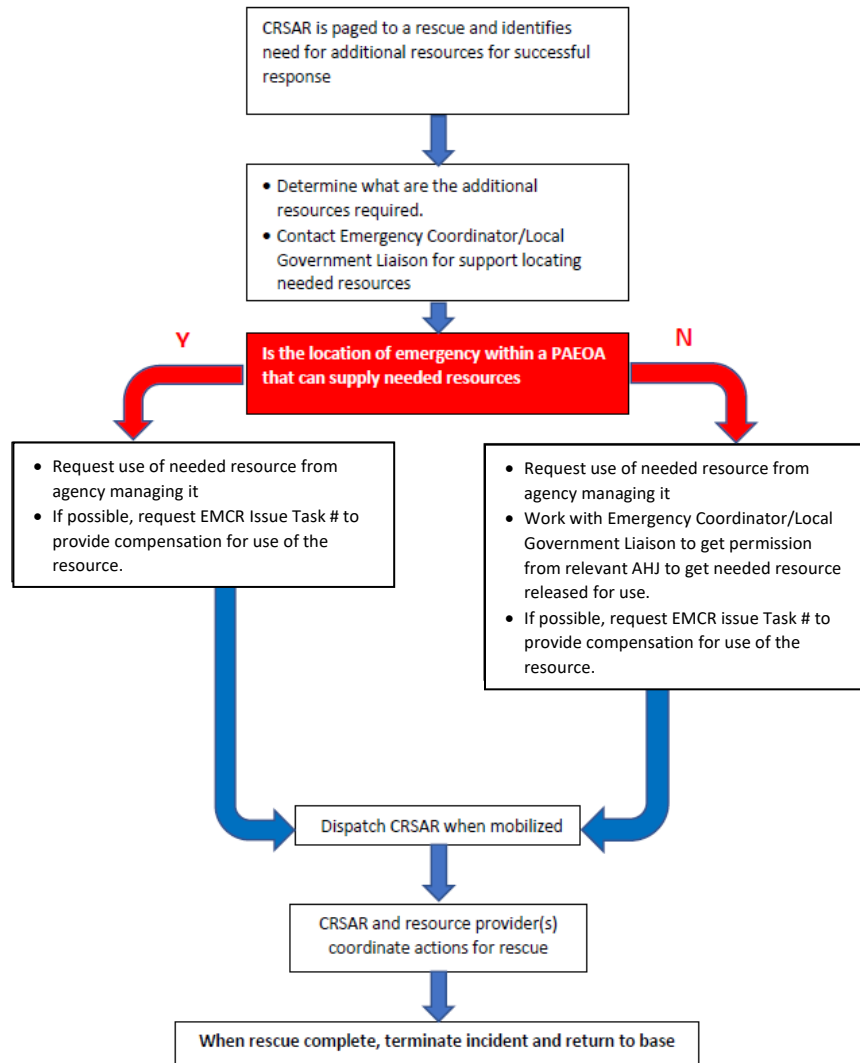 CRSAR is paged to a rescue and identifies
need for additional resources for successful
response
• Determine what are the additional
resources required.
• Contact Emergency Coordinator/Local
Government Liaison for support locating
needed resources
Y
Is the location of emergency within a PAEOA
that can supply needed resources
N
• Request use of needed resource from
agency managing it
• If possible, request EMCR Issue Task # to
provide compensation for use of the
resource.
• Request use of needed resource from
agency managing it
• Work with Emergency Coordinator/Local
Government Liaison to get permission
from relevant AHJ to get needed resource
released for use.
• If possible, request EMCR issue Task # to
provide compensation for use of the
resource.
Dispatch CRSAR when mobilized
CRSAR and resource provider(s)
coordinate actions for rescue
When rescue complete, terminate incident and return to base